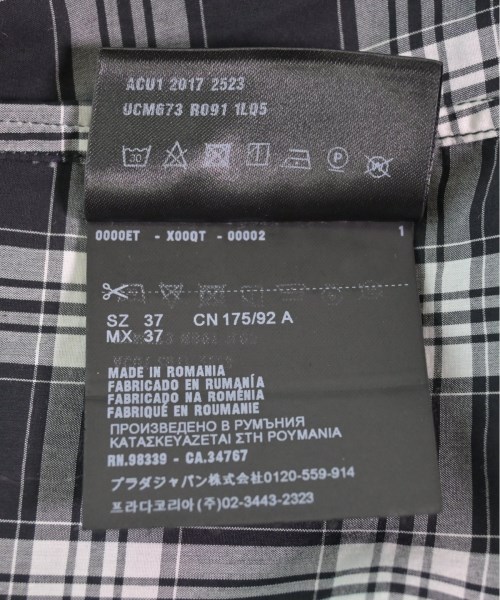 ACU1 2017 2523
UCM673 R091 1LQ5
30
P
W
0000ET - X00QT - 00002 1
SZ 37 CN 175/92 A
MX 37
MADE IN ROMANIA
FABRICADO EN RUMANÍA
FABRICADO NA ROMÊNIA
FABRIQUÉ EN ROUMANIE
ПРОИЗВЕДЕНО В РУМЪНИЯ
ΚΑΤΑΣΚΕΥΑΖΕΤΑΙ ΣΤΗ ΡΟΥΜΑΝΙΑ
RN.98339 - CA.34767
プラダジャパン株式会社0120-559-914
프라다코리아(주)/02-3443-2323